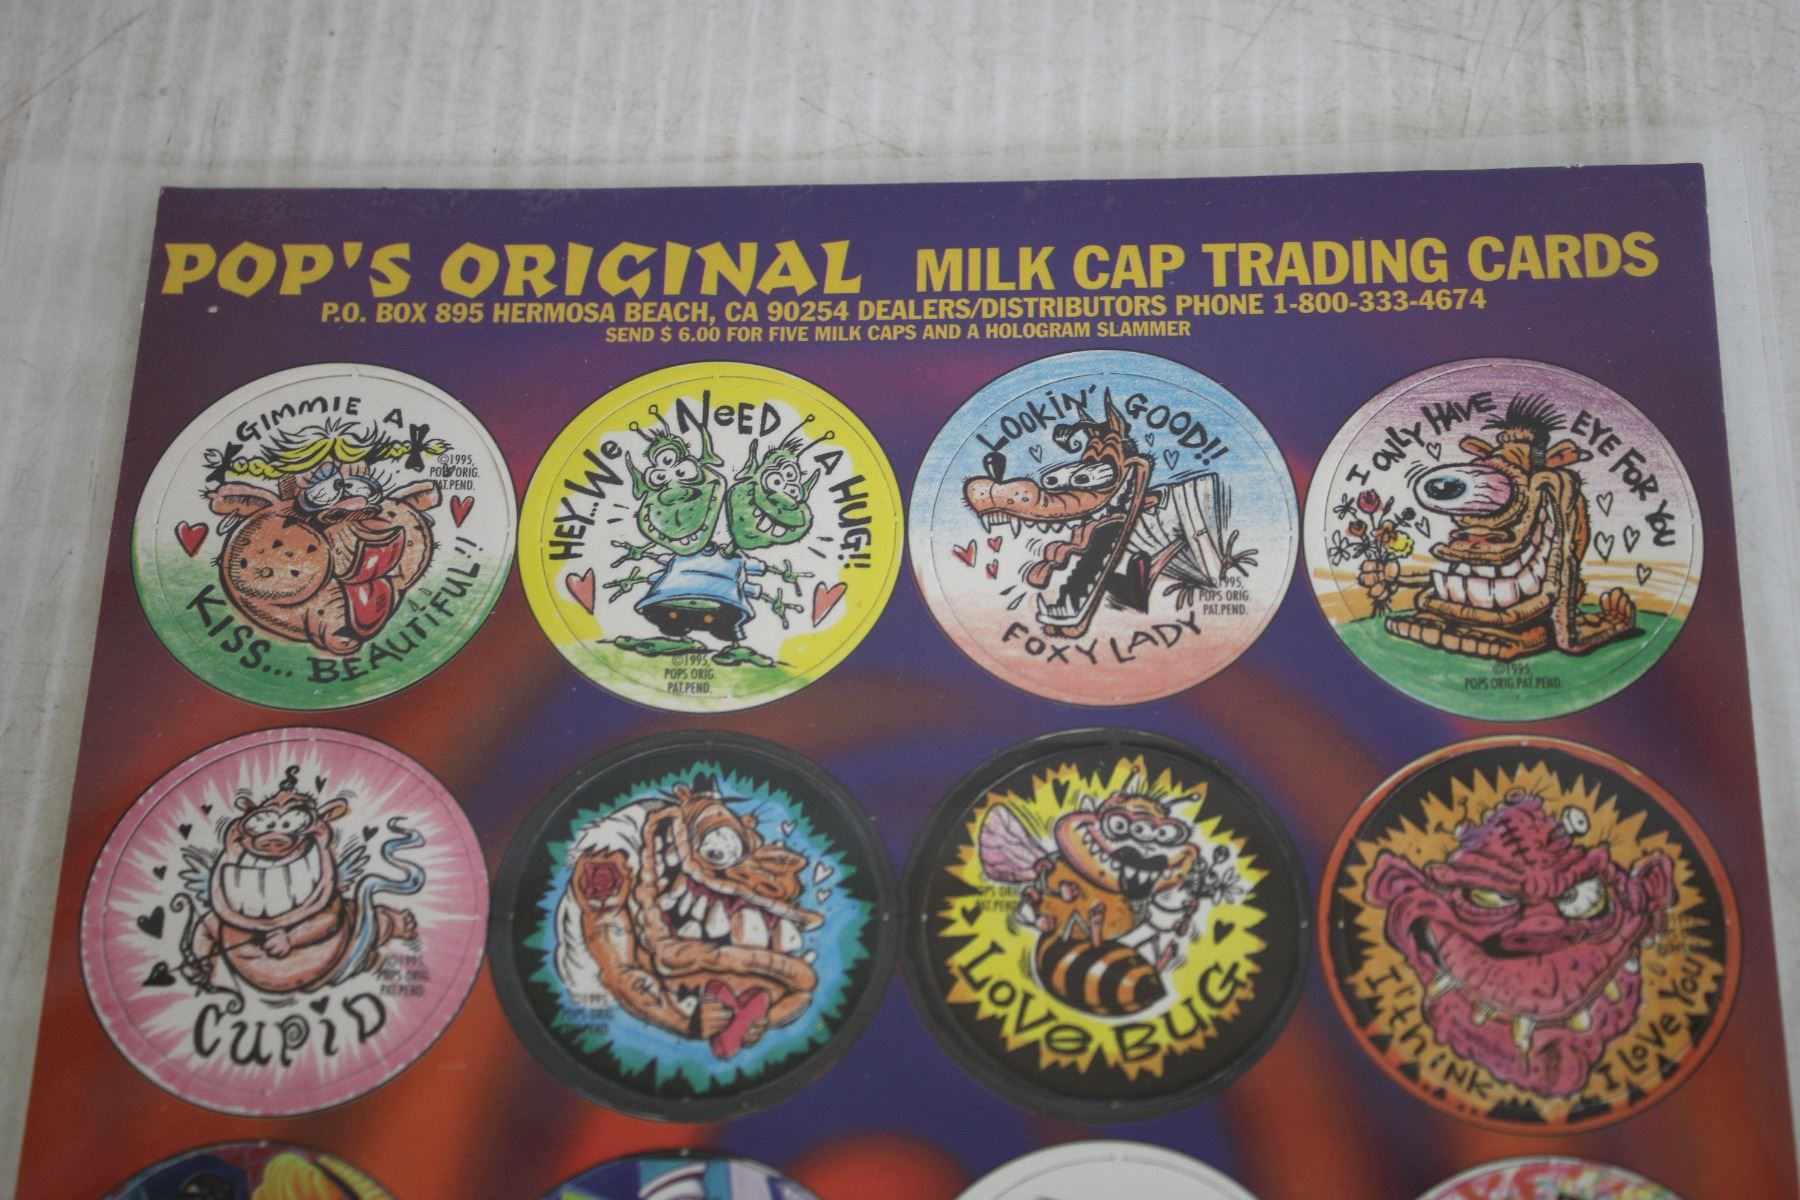 POP'S ORIGINAL MILK CAP TRADING CARDS
P.O. BOX 895 HERMOSA BEACH, CA 90254 DEALERS/DISTRIBUTORS PHONE 1-800-333-4674
SEND $ 6.00 FOR FIVE MILK CAPS AND A HOLOGRAM SLAMMER
GIMMIE A
KISS... BEAUTIFUL!!
©1995,
POPS ORIG.
PAT.PEND.
HEY...WE NEED A HUG!!
©1995,
POPS ORIG.
PAT.PEND.
LOOKIN' GOOD!!
FOXY LADY
©1995,
POPS ORIG.
PAT.PEND.
I ONLY HAVE EYE FOR YOU
©1995,
POPS ORIG.PAT.PEND.
CUPID
©1995,
POPS ORIG.
PAT.PEND.
©1995,
POPS ORIG.
LOVE BUG
POPS ORIG.
PAT.PEND.
I THINK... I LOVE YOU